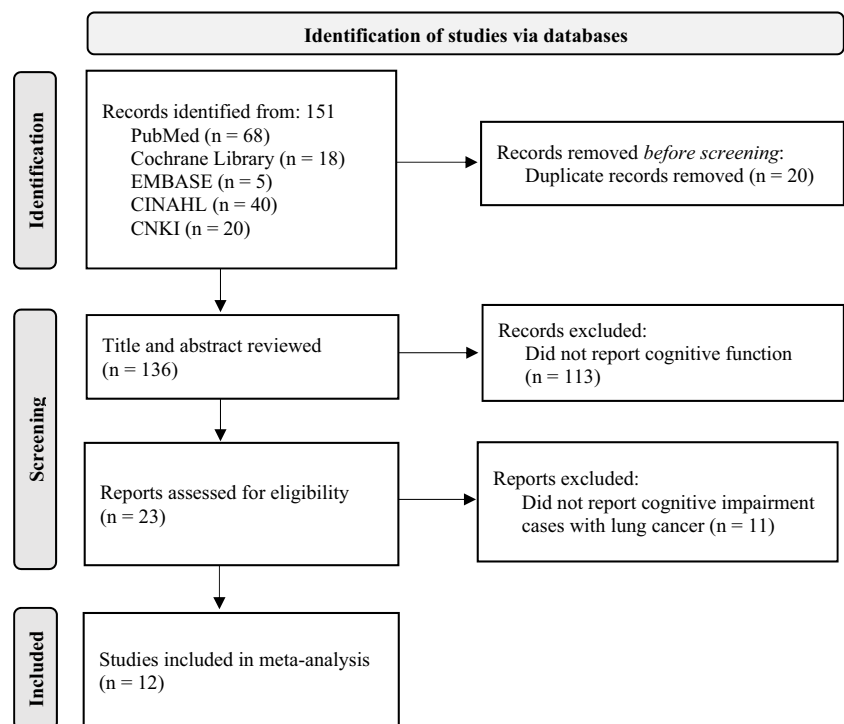 Identification of studies via databases
Identification
Records identified from: 151
PubMed (n = 68)
Cochrane Library (n = 18)
EMBASE (n = 5)
CINAHL (n = 40)
CNKI (n = 20)
Records removed before screening:
Duplicate records removed (n = 20)
Screening
Title and abstract reviewed
(n = 136)
Records excluded:
Did not report cognitive function
(n = 113)
Reports assessed for eligibility
(n = 23)
Reports excluded:
Did not report cognitive impairment
cases with lung cancer (n = 11)
Included
Studies included in meta-analysis
(n = 12)